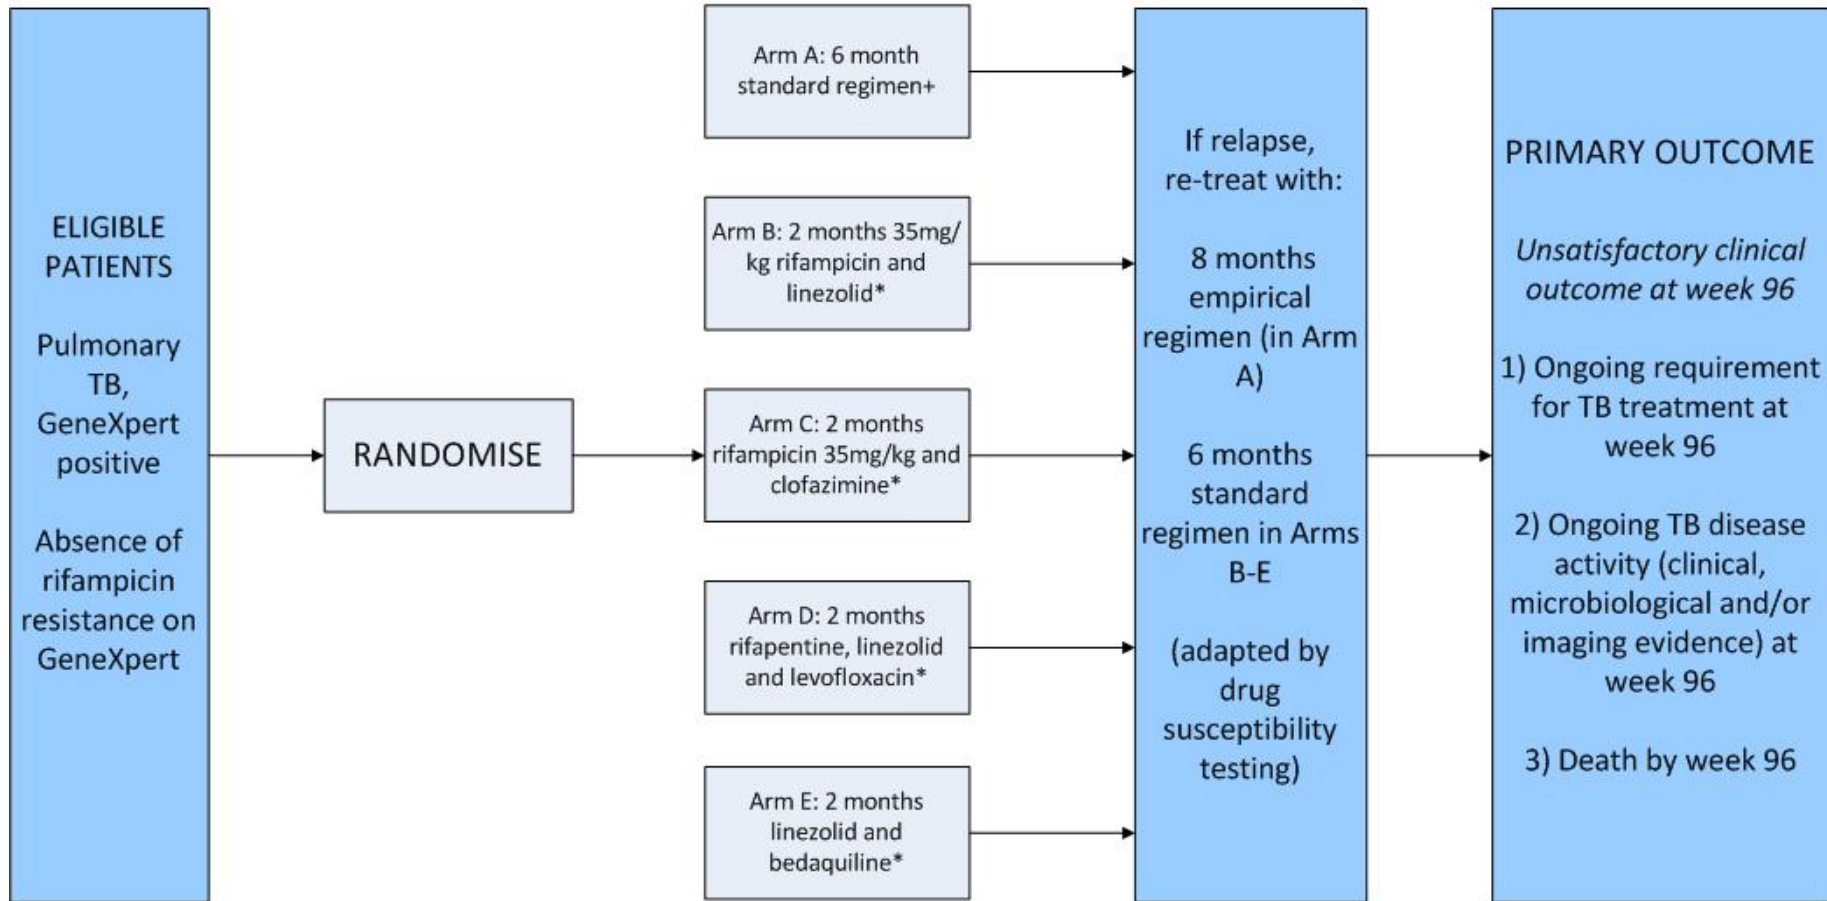 ELIGIBLE
PATIENTS
Pulmonary
TB,
GeneXpert
positive
Absence of
rifampicin
resistance on
GeneXpert
RANDOMISE
Arm A: 6 month
standard regimen+
Arm B: 2 months 35mg/
kg rifampicin and
linezolid*
Arm C: 2 months
rifampicin 35mg/kg and
clofazimine*
Arm D: 2 months
rifapentine, linezolid
and levofloxacin*
Arm E: 2 months
linezolid and
bedaquiline*
If relapse,
re-treat with:
8 months
empirical
regimen (in Arm
A)
6 months
standard
regimen in Arms
B-E
(adapted by
drug
susceptibility
testing)
PRIMARY OUTCOME
Unsatisfactory clinical
outcome at week 96
1) Ongoing requirement
for TB treatment at
week 96
2) Ongoing TB disease
activity (clinical,
microbiological and/or
imaging evidence) at
week 96
3) Death by week 96